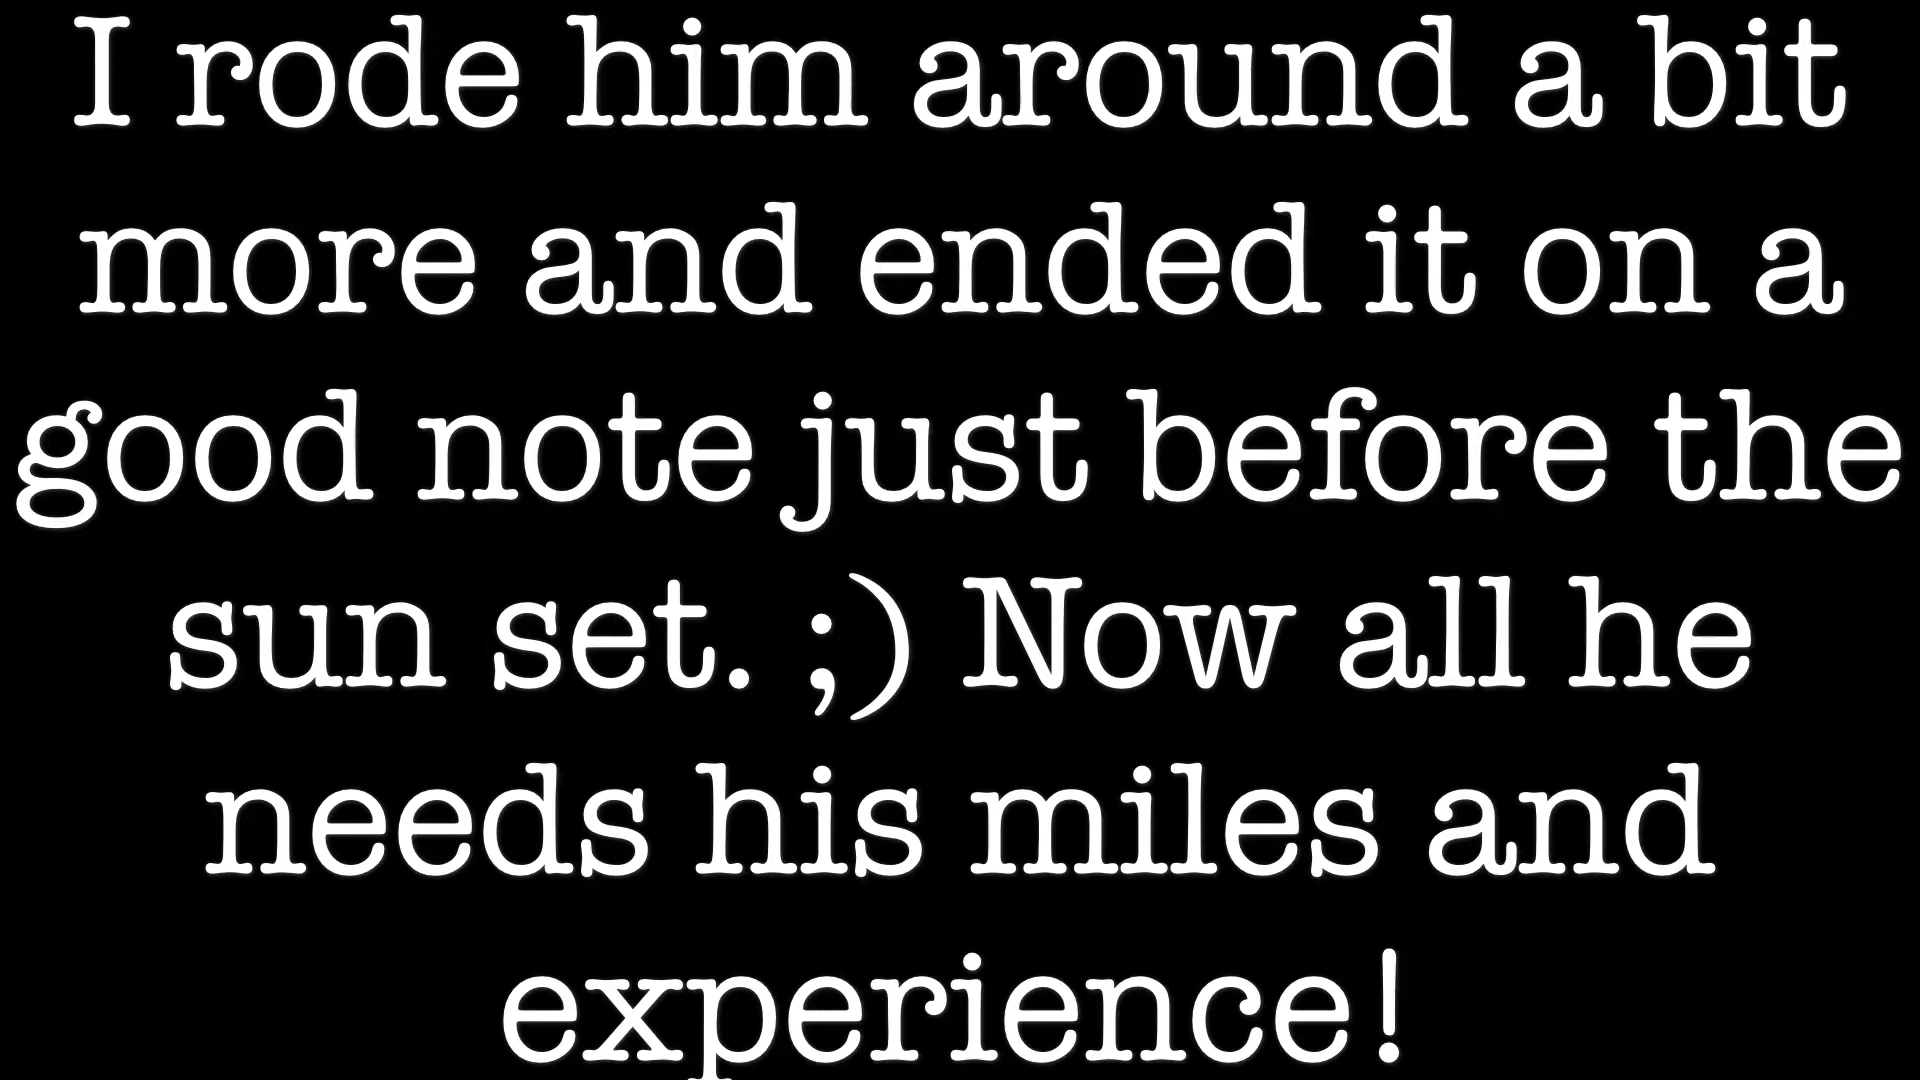 I rode him around a bit
more and ended it on a
good note just before the
sun set. ;) Now all he
needs his miles and
experience!